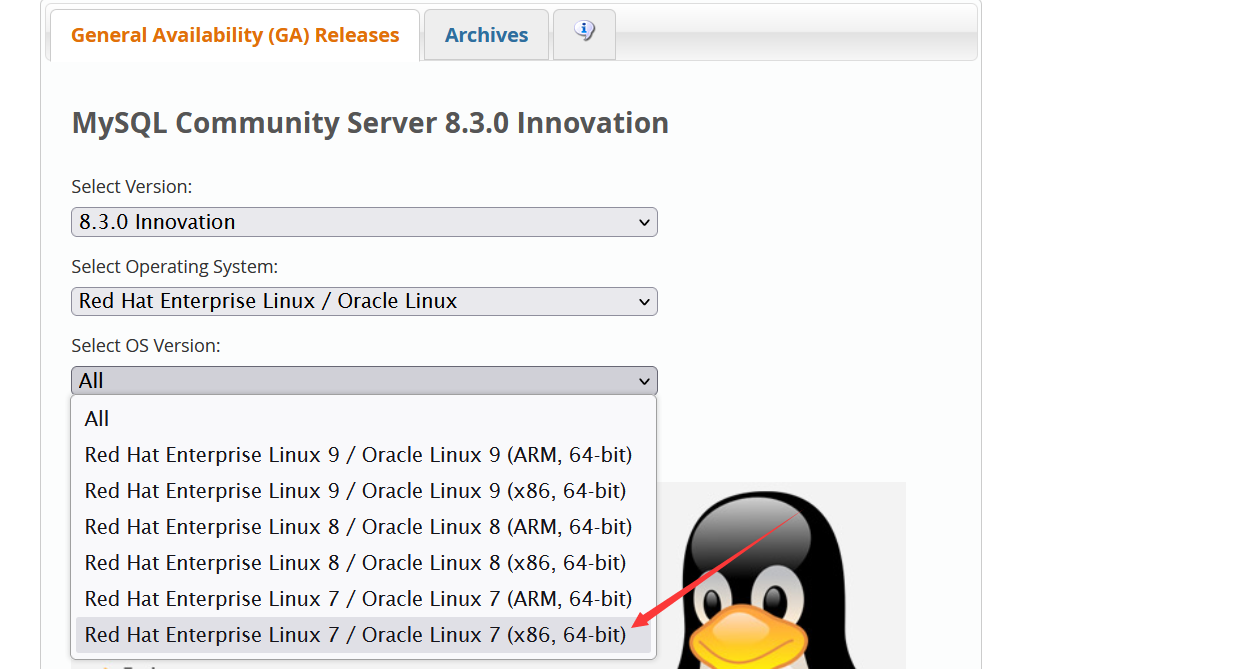 General Availability (GA) Releases
Archives
MySQL Community Server 8.3.0 Innovation
Select Version:
8.3.0 Innovation
Select Operating System:
Red Hat Enterprise Linux / Oracle Linux
Select OS Version:
All
All
Red Hat Enterprise Linux 9 / Oracle Linux 9 (ARM, 64-bit)
Red Hat Enterprise Linux 9 / Oracle Linux 9 (x86, 64-bit)
Red Hat Enterprise Linux 8 / Oracle Linux 8 (ARM, 64-bit)
Red Hat Enterprise Linux 8 / Oracle Linux 8 (x86, 64-bit)
Red Hat Enterprise Linux 7 / Oracle Linux 7 (ARM, 64-bit)
Red Hat Enterprise Linux 7 / Oracle Linux 7 (x86, 64-bit)